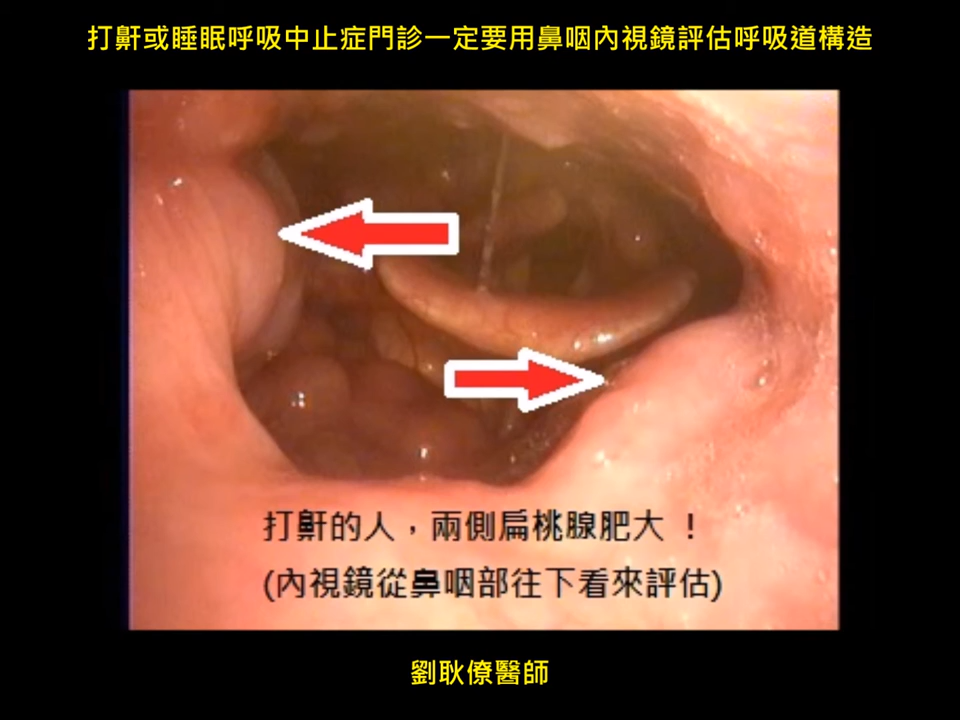 打鼾或睡眠呼吸中止症門診一定要用鼻咽內視鏡評估呼吸道構造
打鼾的人，兩側扁桃腺肥大 ！
(內視鏡從鼻咽部往下看來評估)
劉耿僚醫師